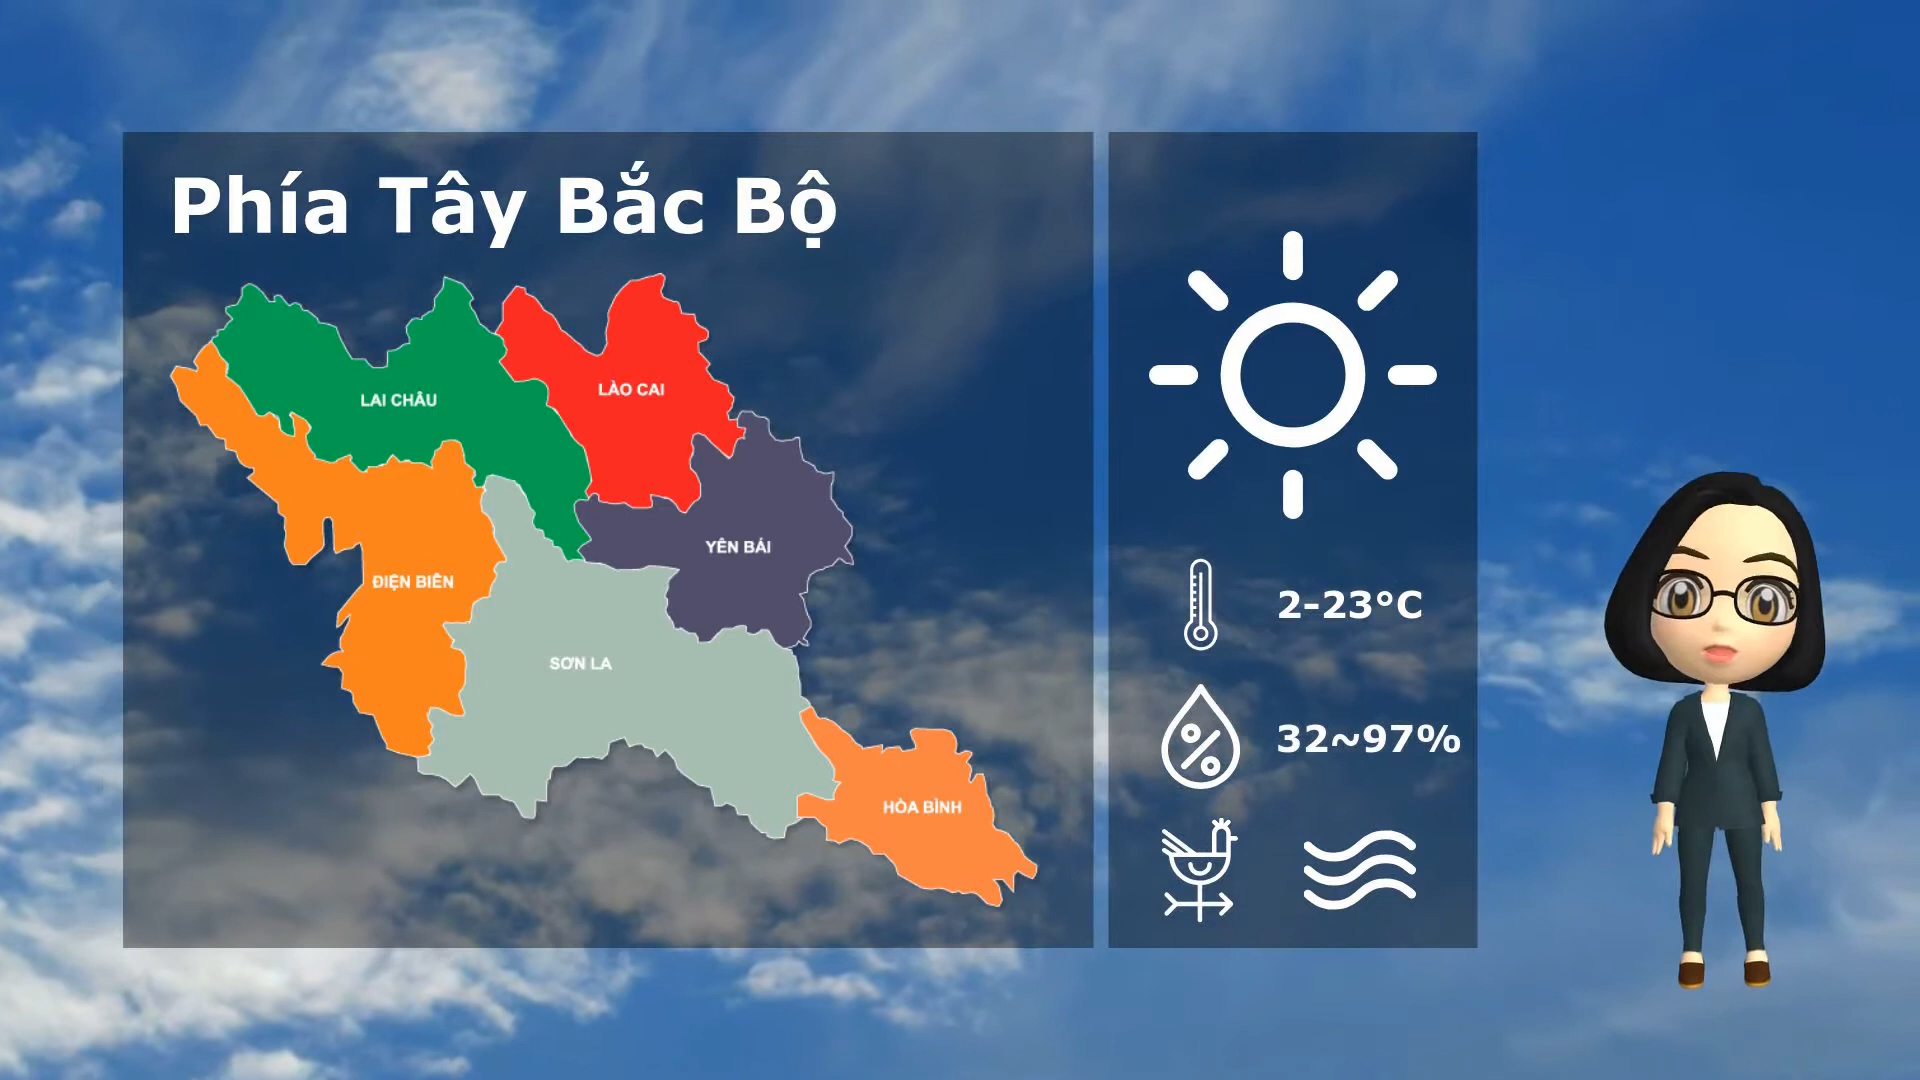 Phía Tây Bắc Bộ
LAI CHÂU
LÀO CAI
YÊN BÁI
ĐIỆN BIÊN
SƠN LA
HÒA BÌNH
2-23°C
32~97%